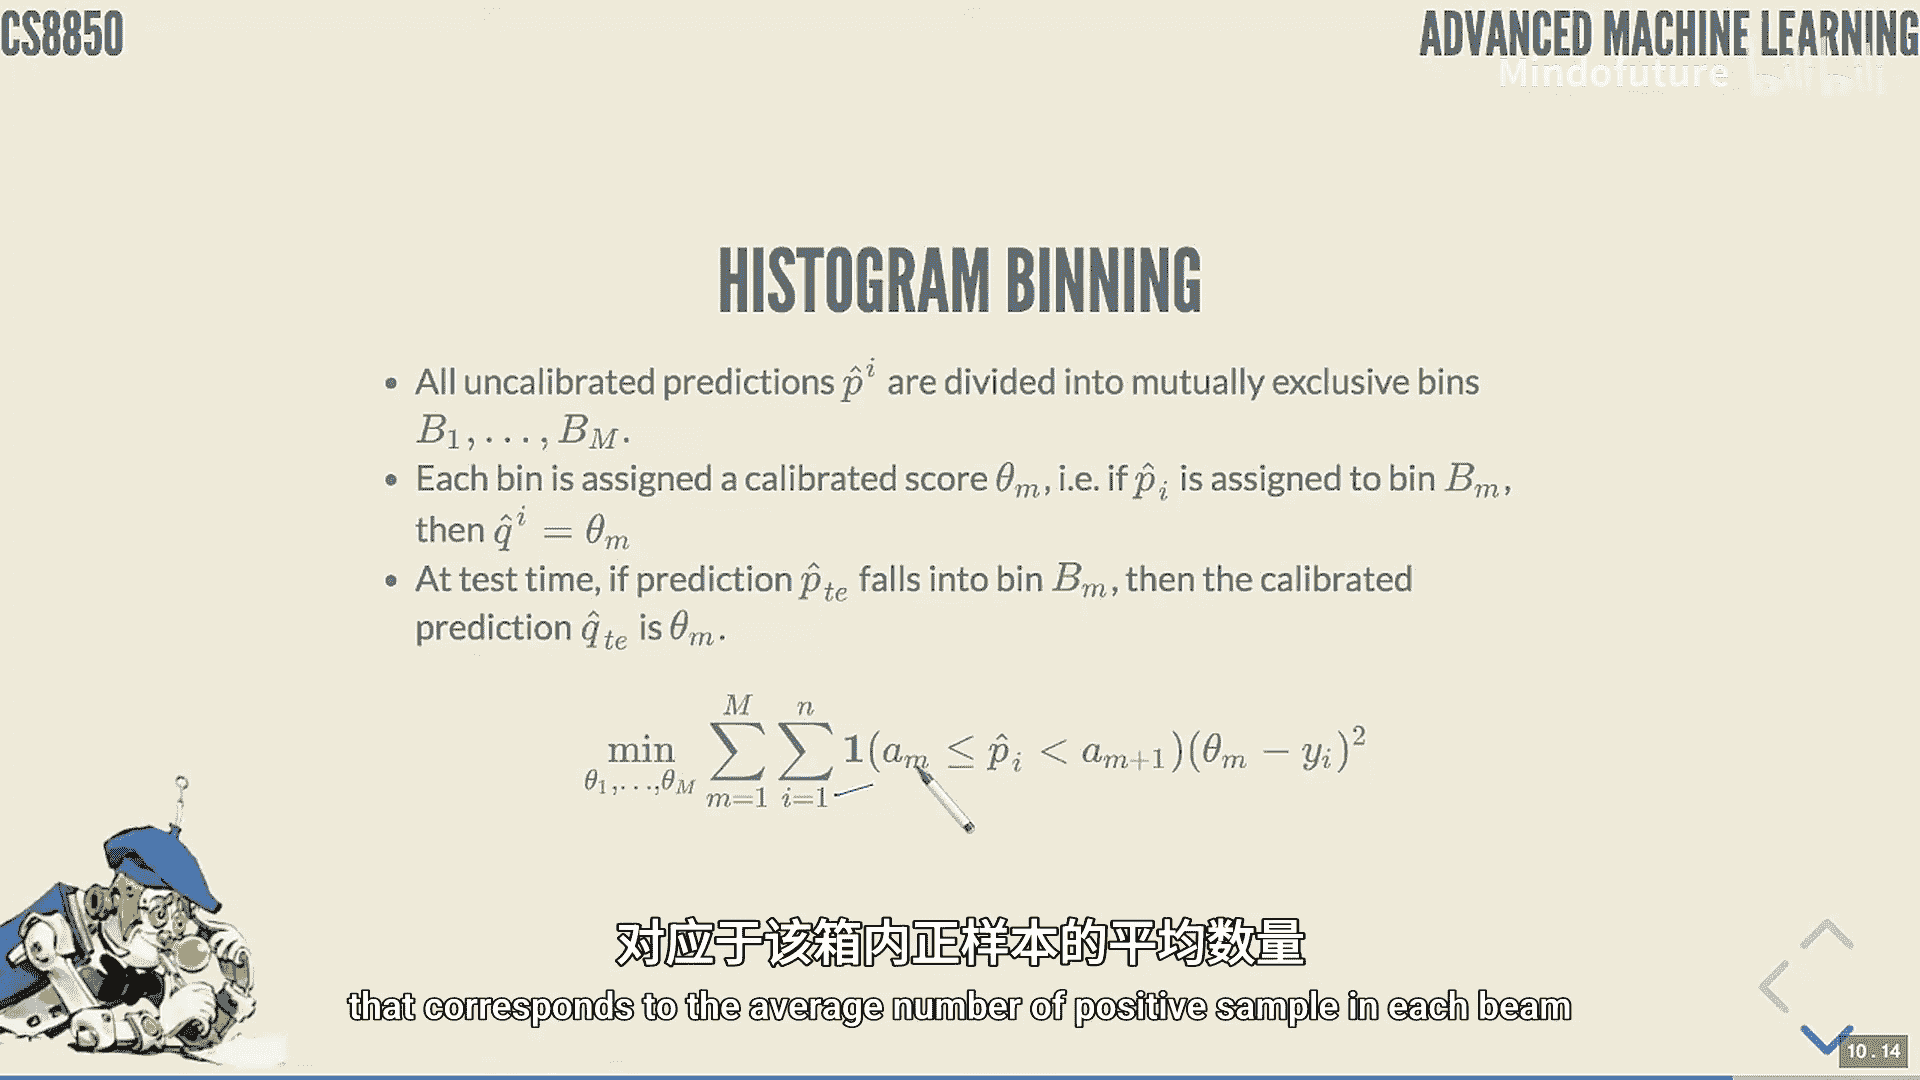 CS8850
ADVANCED MACHINE LEARNING
Mindofuture
HISTOGRAM BINNING
• All uncalibrated predictions p̂^i are divided into mutually exclusive bins
B_1, . . . , B_M.
• Each bin is assigned a calibrated score θ_m, i.e. if p̂_i is assigned to bin B_m,
then q̂^i = θ_m
• At test time, if prediction p̂_te falls into bin B_m, then the calibrated
prediction q̂_te is θ_m.
min_{θ_1,...,θ_M} ∑_{m=1}^{M} ∑_{i=1}^{n} 1(a_m ≤ p̂_i < a_{m+1})(θ_m − y_i)^2
对应于该箱内正样本的平均数量
that corresponds to the average number of positive sample in each beam
10.14